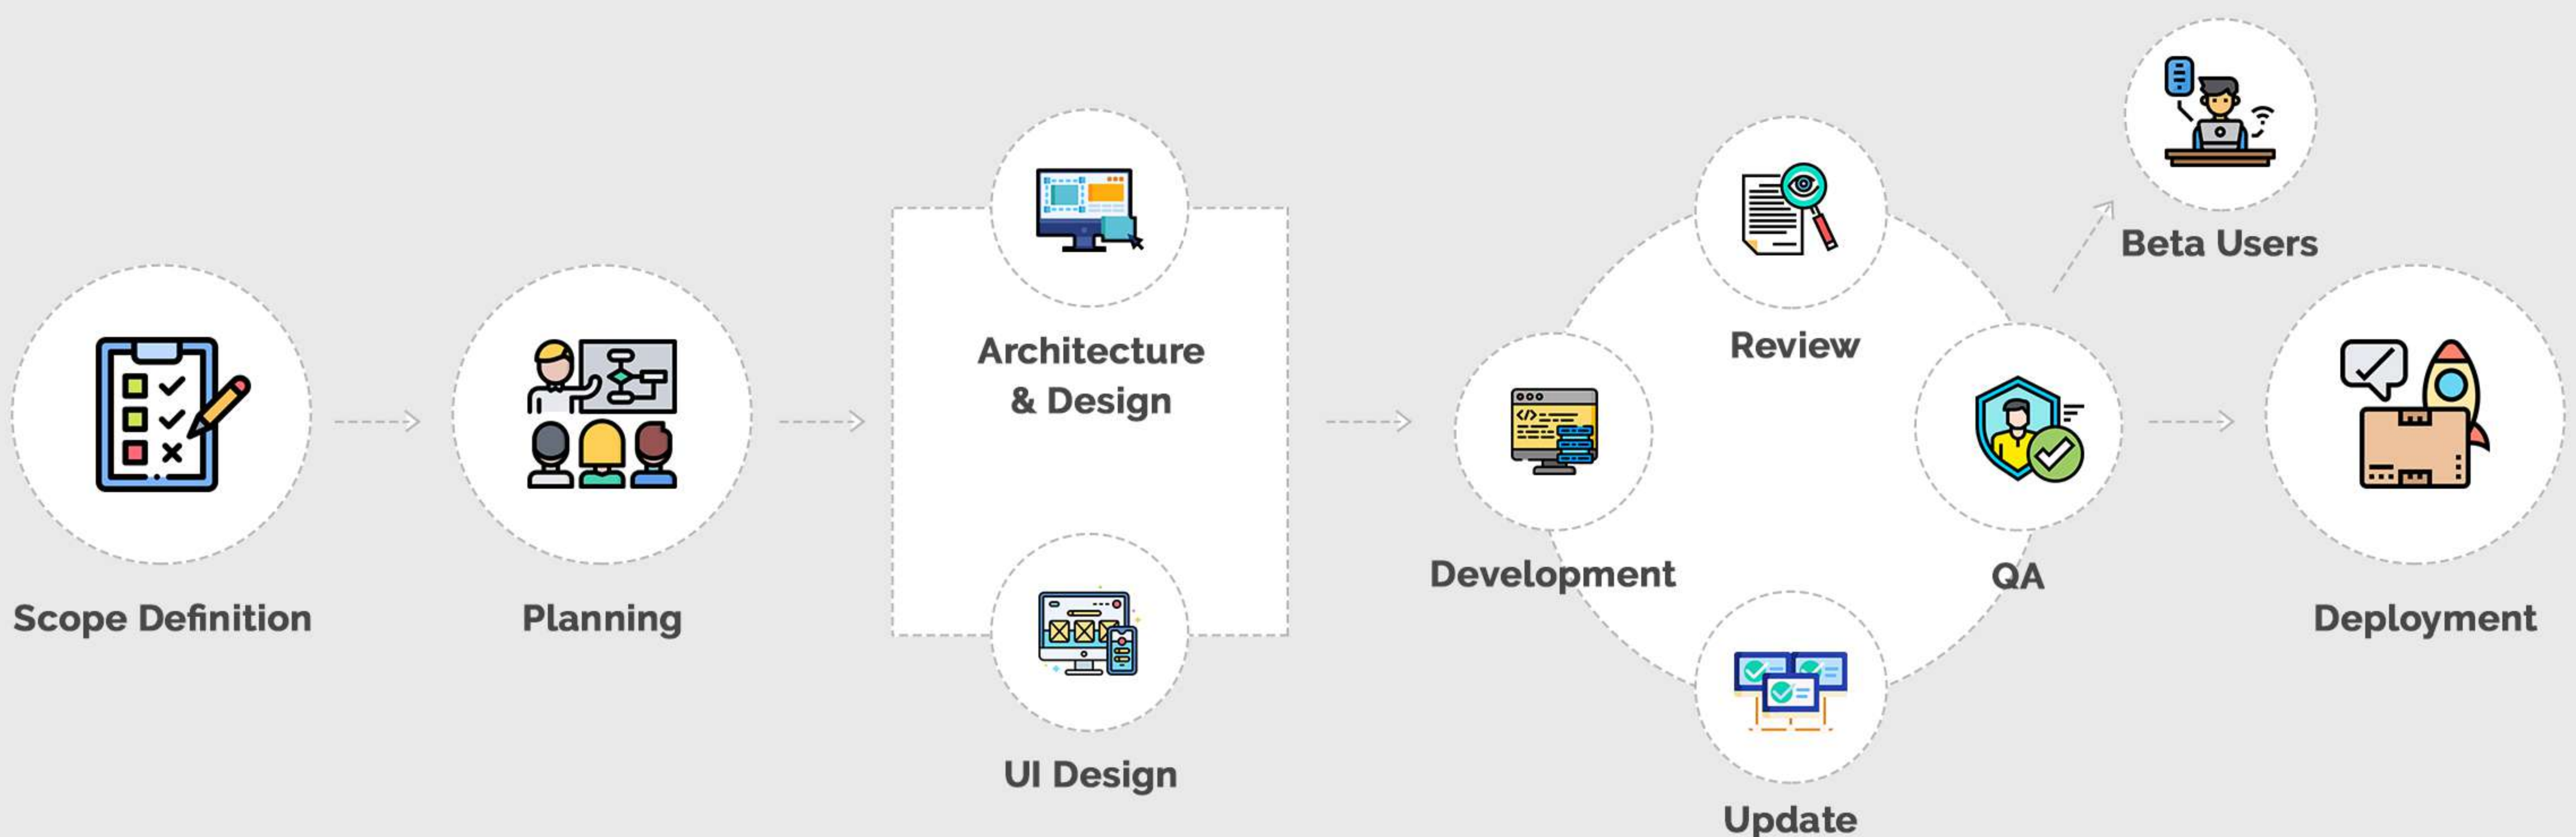 Scope Definition
Planning
Architecture
& Design
UI Design
Development
Review
QA
Update
Beta Users
Deployment